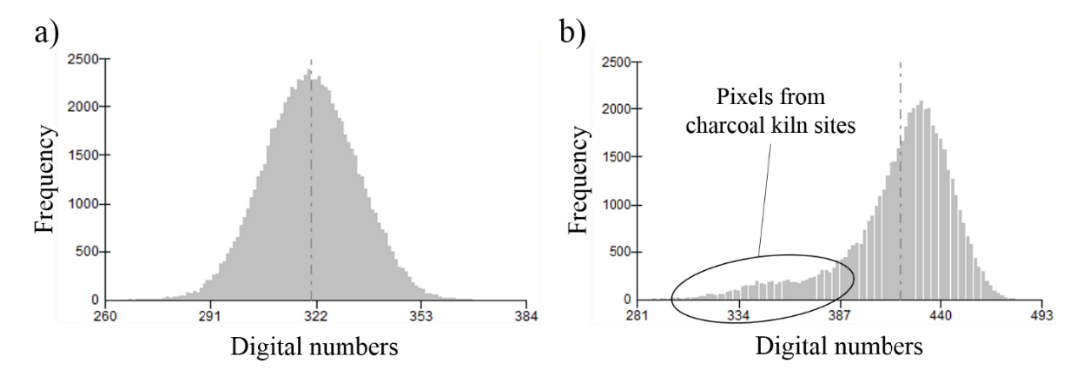 a)
2500
2000
1500
1000
500
0
Frequency
260 291 322 353 384
Digital numbers
b)
2500
2000
1500
1000
500
0
Frequency
Pixels from
charcoal kiln sites
281 334 387 440 493
Digital numbers